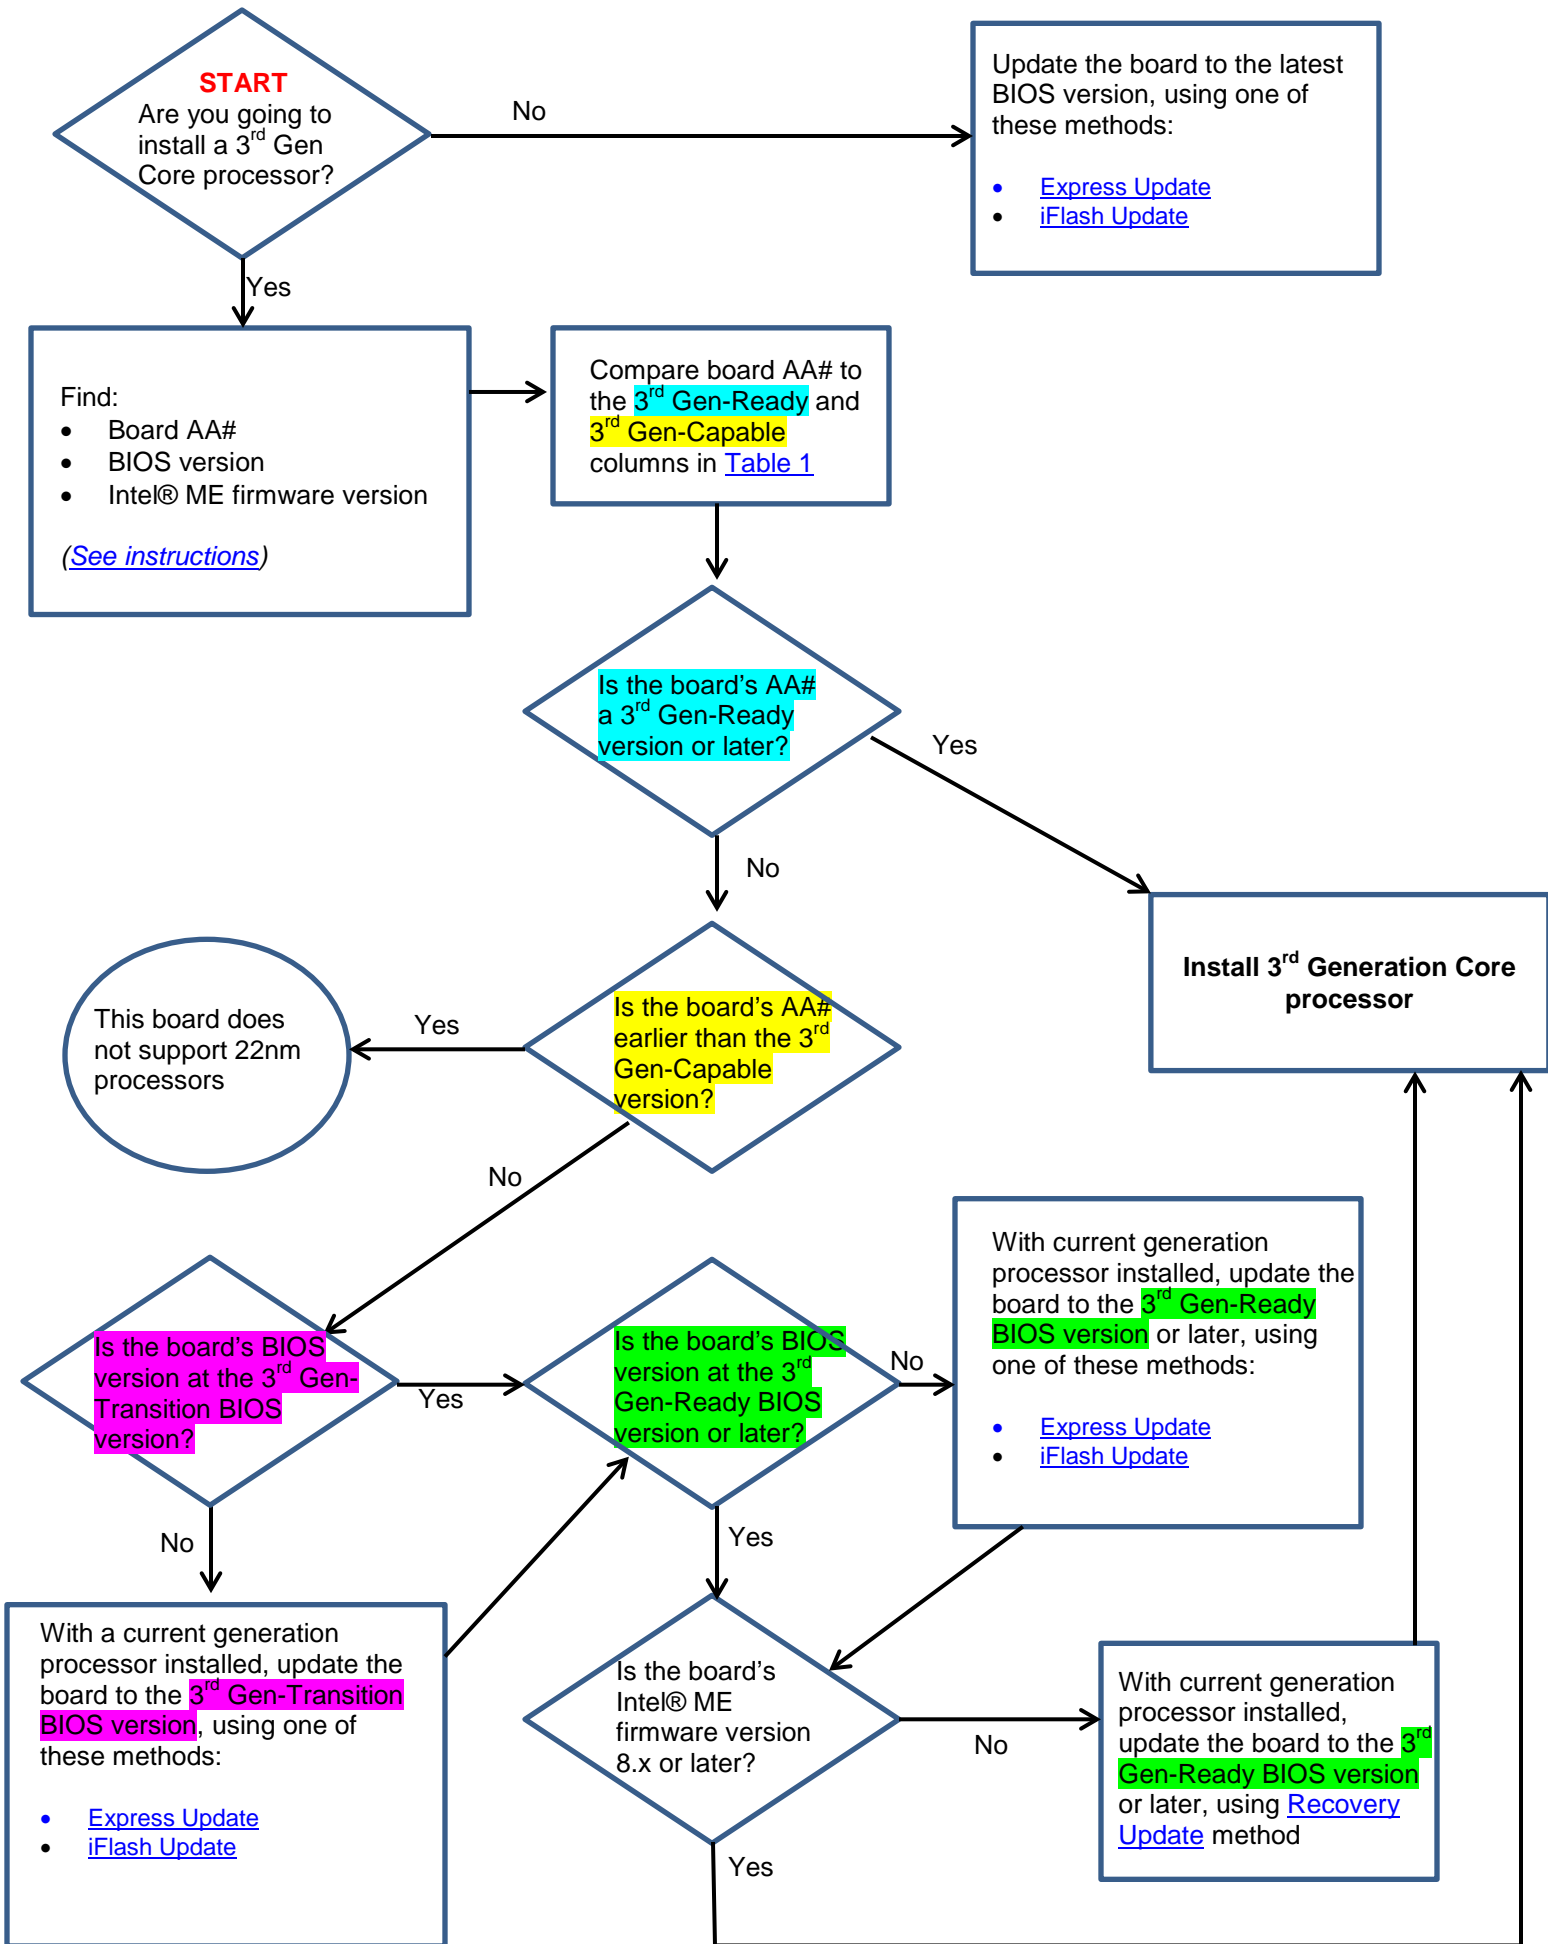 START
Are you going to
install a 3rd Gen
Core processor?
No
Update the board to the latest
BIOS version, using one of
these methods:
• Express Update
• iFlash Update
Yes
Find:
• Board AA#
• BIOS version
• Intel® ME firmware version
(See instructions)
Compare board AA# to
the 3rd Gen-Ready and
3rd Gen-Capable
columns in Table 1
Is the board’s AA#
a 3rd Gen-Ready
version or later?
Yes
No
Install 3rd Generation Core
processor
This board does
not support 22nm
processors
Yes
Is the board’s AA#
earlier than the 3rd
Gen-Capable
version?
No
Is the board’s BIOS
version at the 3rd Gen-
Transition BIOS
version?
Yes
Is the board’s BIOS
version at the 3rd
Gen-Ready BIOS
version or later?
No
With current generation
processor installed, update the
board to the 3rd Gen-Ready
BIOS version or later, using
one of these methods:
• Express Update
• iFlash Update
No
Yes
With a current generation
processor installed, update the
board to the 3rd Gen-Transition
BIOS version, using one of
these methods:
• Express Update
• iFlash Update
Is the board’s
Intel® ME
firmware version
8.x or later?
No
With current generation
processor installed,
update the board to the 3rd
Gen-Ready BIOS version
or later, using Recovery
Update method
Yes